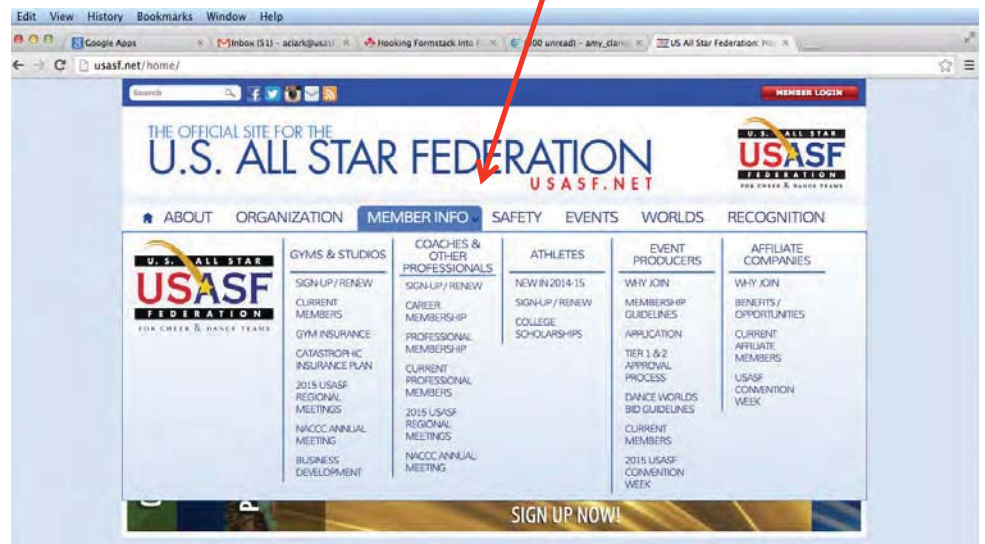 Edit View History Bookmarks Window Help
Google Apps
Inbox (51) – aclark@usasf
Hooking Formstack Into F
(300 unread) – amy_clark
US All Star Federation: Ho
usasf.net/home/
Search
MEMBER LOGIN
THE OFFICIAL SITE FOR THE
U.S. ALL STAR FEDERATION
USASF.NET
U.S. ALL STAR
USASF
FEDERATION
FOR CHEER & DANCE TEAMS
ABOUT ORGANIZATION MEMBER INFO SAFETY EVENTS WORLDS RECOGNITION
U.S. ALL STAR
USASF
FEDERATION
FOR CHEER & DANCE TEAMS
GYMS & STUDIOS
SIGN-UP / RENEW
CURRENT
MEMBERS
GYM INSURANCE
CATASTROPHIC
INSURANCE PLAN
2015 USASF
REGIONAL
MEETINGS
NACCC ANNUAL
MEETING
BUSINESS
DEVELOPMENT
COACHES &
OTHER
PROFESSIONALS
SIGN-UP / RENEW
CAREER
MEMBERSHIP
PROFESSIONAL
MEMBERSHIP
CURRENT
PROFESSIONAL
MEMBERS
2015 USASF
REGIONAL
MEETINGS
NACCC ANNUAL
MEETING
ATHLETES
NEW IN 2014-15
SIGN-UP / RENEW
COLLEGE
SCHOLARSHIPS
EVENT
PRODUCERS
WHY JOIN
MEMBERSHIP
GUIDELINES
APPLICATION
TIER 1 & 2
APPROVAL
PROCESS
DANCE WORLDS
BID GUIDELINES
CURRENT
MEMBERS
2015 USASF
CONVENTION
WEEK
AFFILIATE
COMPANIES
WHY JOIN
BENEFITS /
OPPORTUNITIES
CURRENT
AFFILIATE
MEMBERS
USASF
CONVENTION
WEEK
SIGN UP NOW!